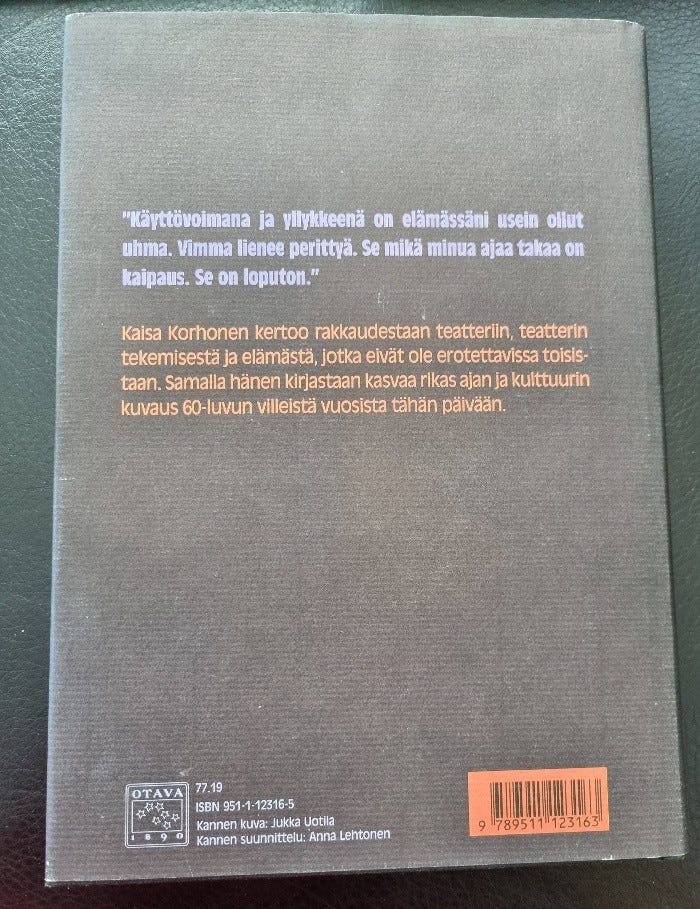 "Käyttövoimana ja yllykkeenä on elämässäni usein ollut
uhma. Vimma lienee perittyä. Se mikä minua ajaa takaa on
kaipaus. Se on loputon."
Kaisa Korhonen kertoo rakkaudestaan teatteriin, teatterin
tekemisestä ja elämästä, jotka eivät ole erotettavissa toisis-
taan. Samalla hänen kirjastaan kasvaa rikas ajan ja kulttuurin
kuvaus 60-luvun villeistä vuosista tähän päivään.
OTAVA
1890
77.19
ISBN 951-1-12316-5
Kannen kuva: Jukka Uotila
Kannen suunnittelu: Anna Lehtonen
9 789511 123163